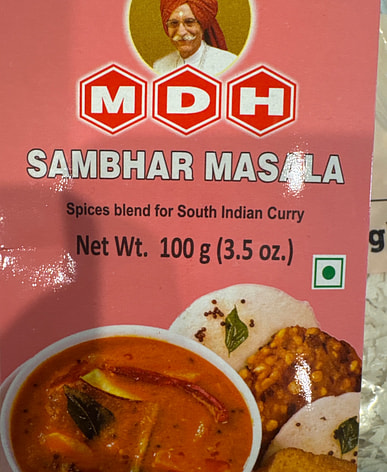 MDH
SAMBHAR MASALA
Spices blend for South Indian Curry
Net Wt. 100 g (3.5 oz.)
g